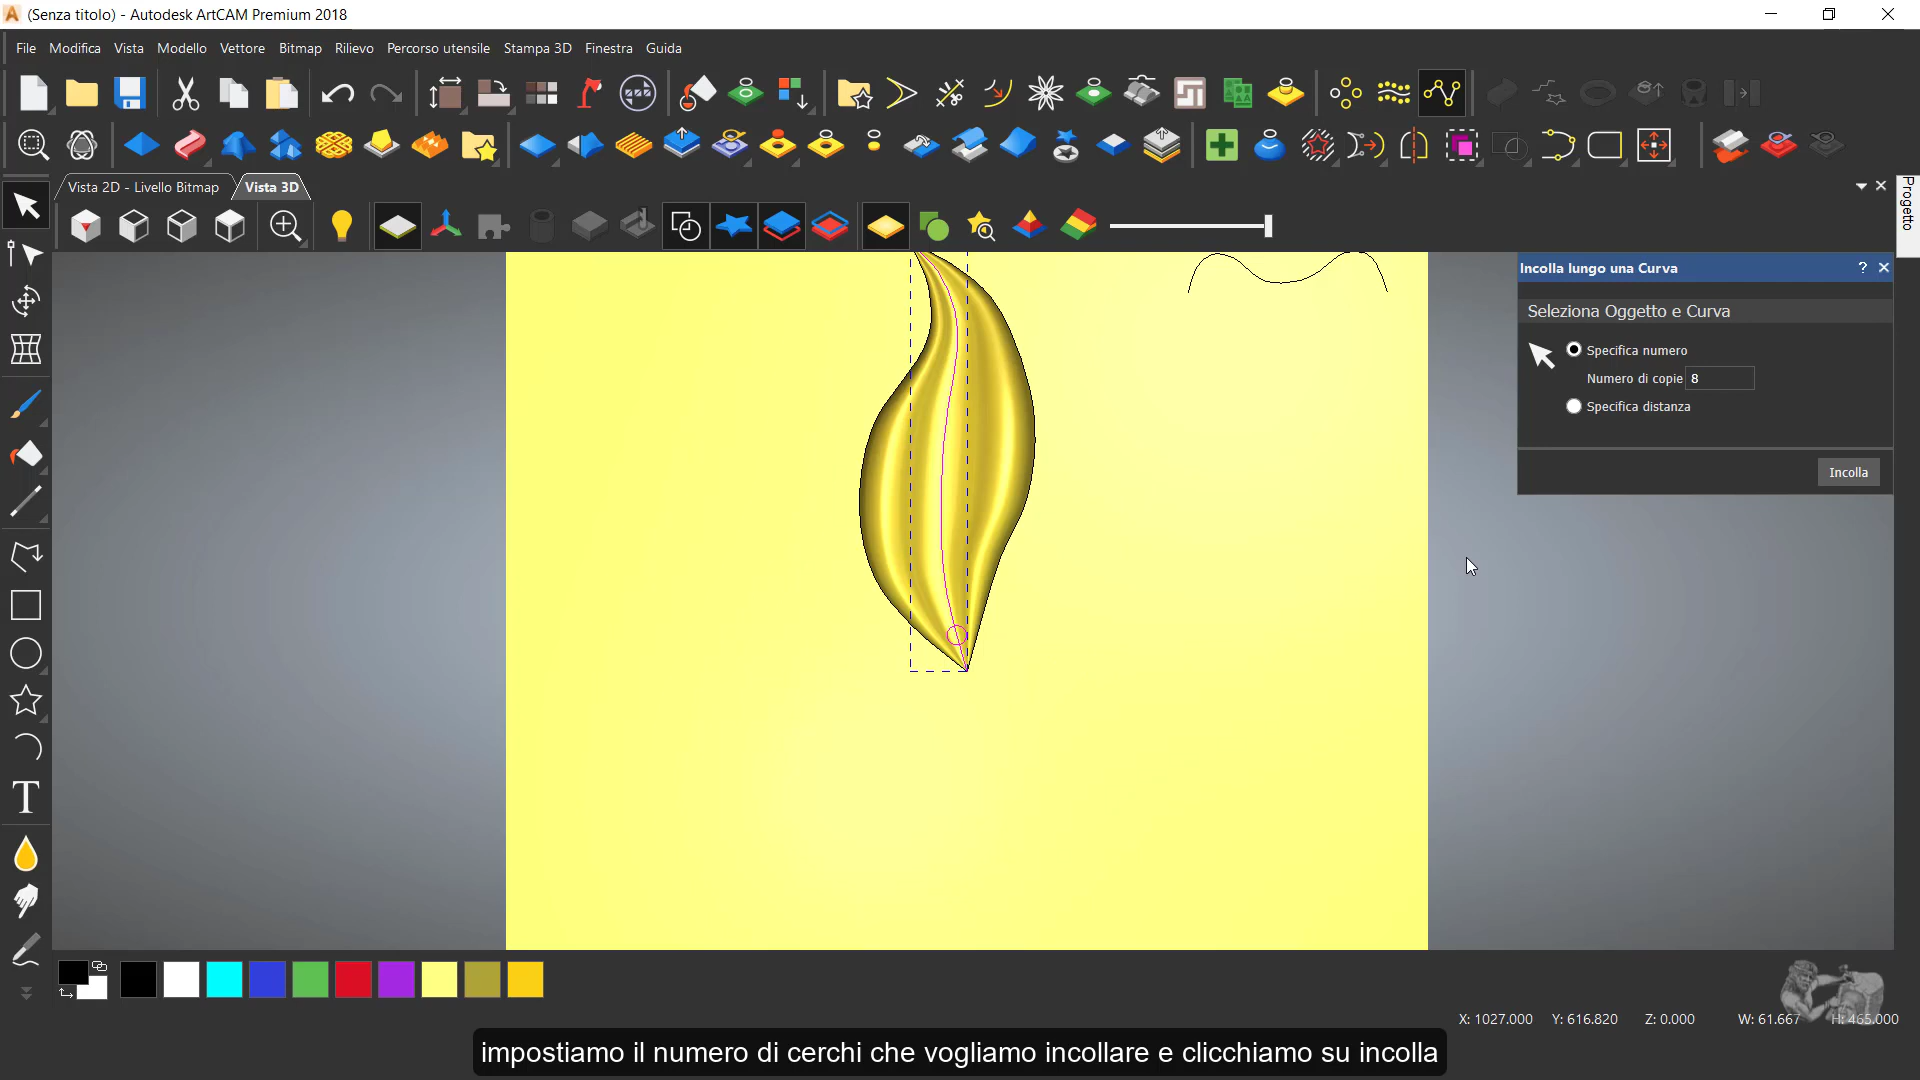 (Senza titolo) - Autodesk ArtCAM Premium 2018
File Modifica Vista Modello Vettore Bitmap Rilievo Percorso utensile Stampa 3D Finestra Guida
Vista 2D - Livello Bitmap Vista 3D
Progetto
Incolla lungo una Curva ?
Seleziona Oggetto e Curva
Specifica numero
Numero di copie 8
Specifica distanza
Incolla
T
X: 1027.000 Y: 616.820 Z: 0.000 W: 61.667 H: 465.000
impostiamo il numero di cerchi che vogliamo incollare e clicchiamo su incolla